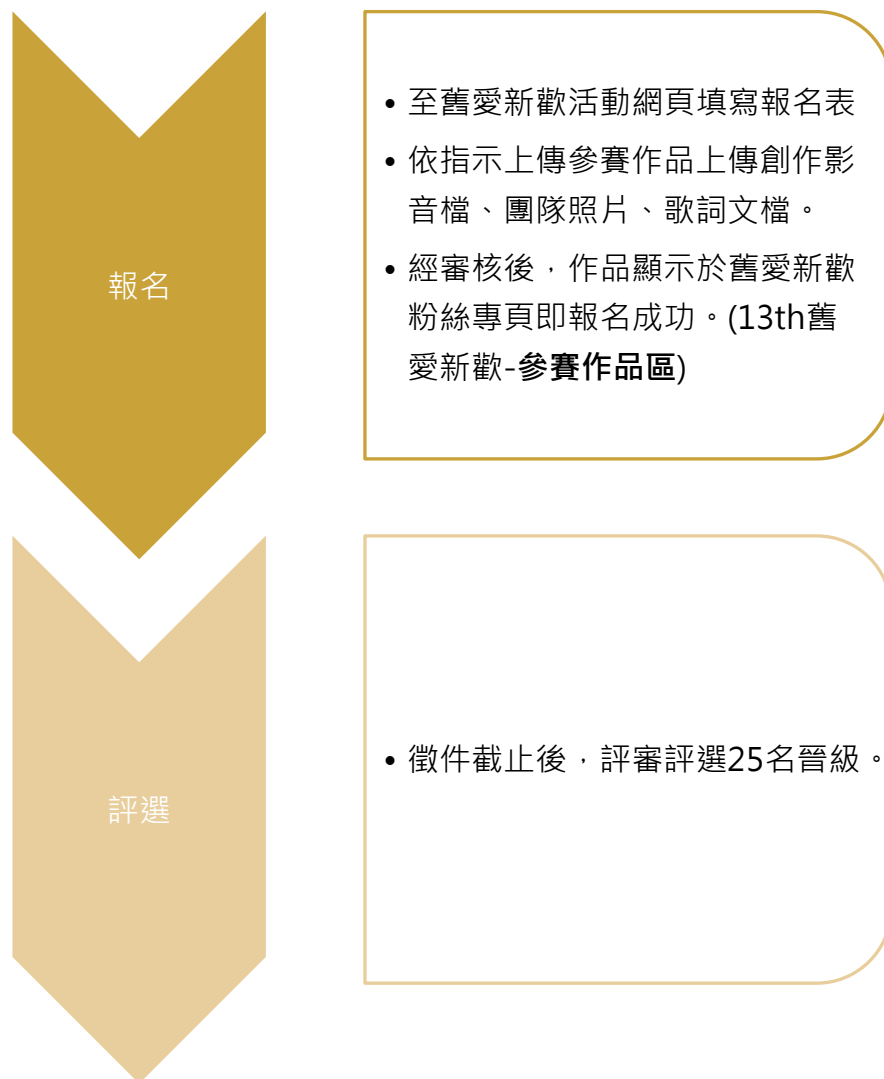 報名
• 至舊愛新歡活動網頁填寫報名表
• 依指示上傳參賽作品上傳創作影
音檔、團隊照片、歌詞文檔。
• 經審核後，作品顯示於舊愛新歡
粉絲專頁即報名成功。(13th舊
愛新歡-參賽作品區)
評選
• 徵件截止後，評審評選25名晉級。